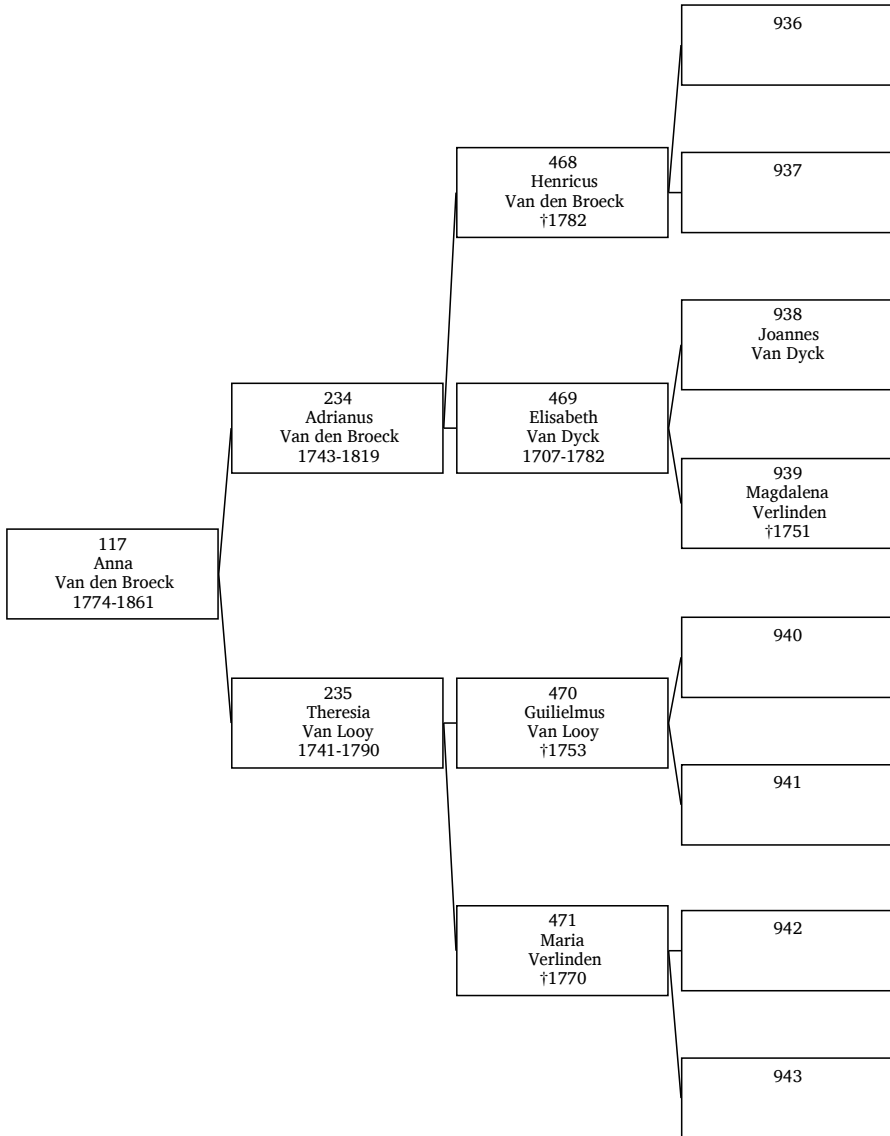 936
468
Henricus
Van den Broeck
†1782
937
938
Joannes
Van Dyck
234
Adrianus
Van den Broeck
1743-1819
469
Elisabeth
Van Dyck
1707-1782
939
Magdalena
Verlinden
†1751
117
Anna
Van den Broeck
1774-1861
940
235
Theresia
Van Looy
1741-1790
470
Guilielmus
Van Looy
†1753
941
471
Maria
Verlinden
†1770
942
943